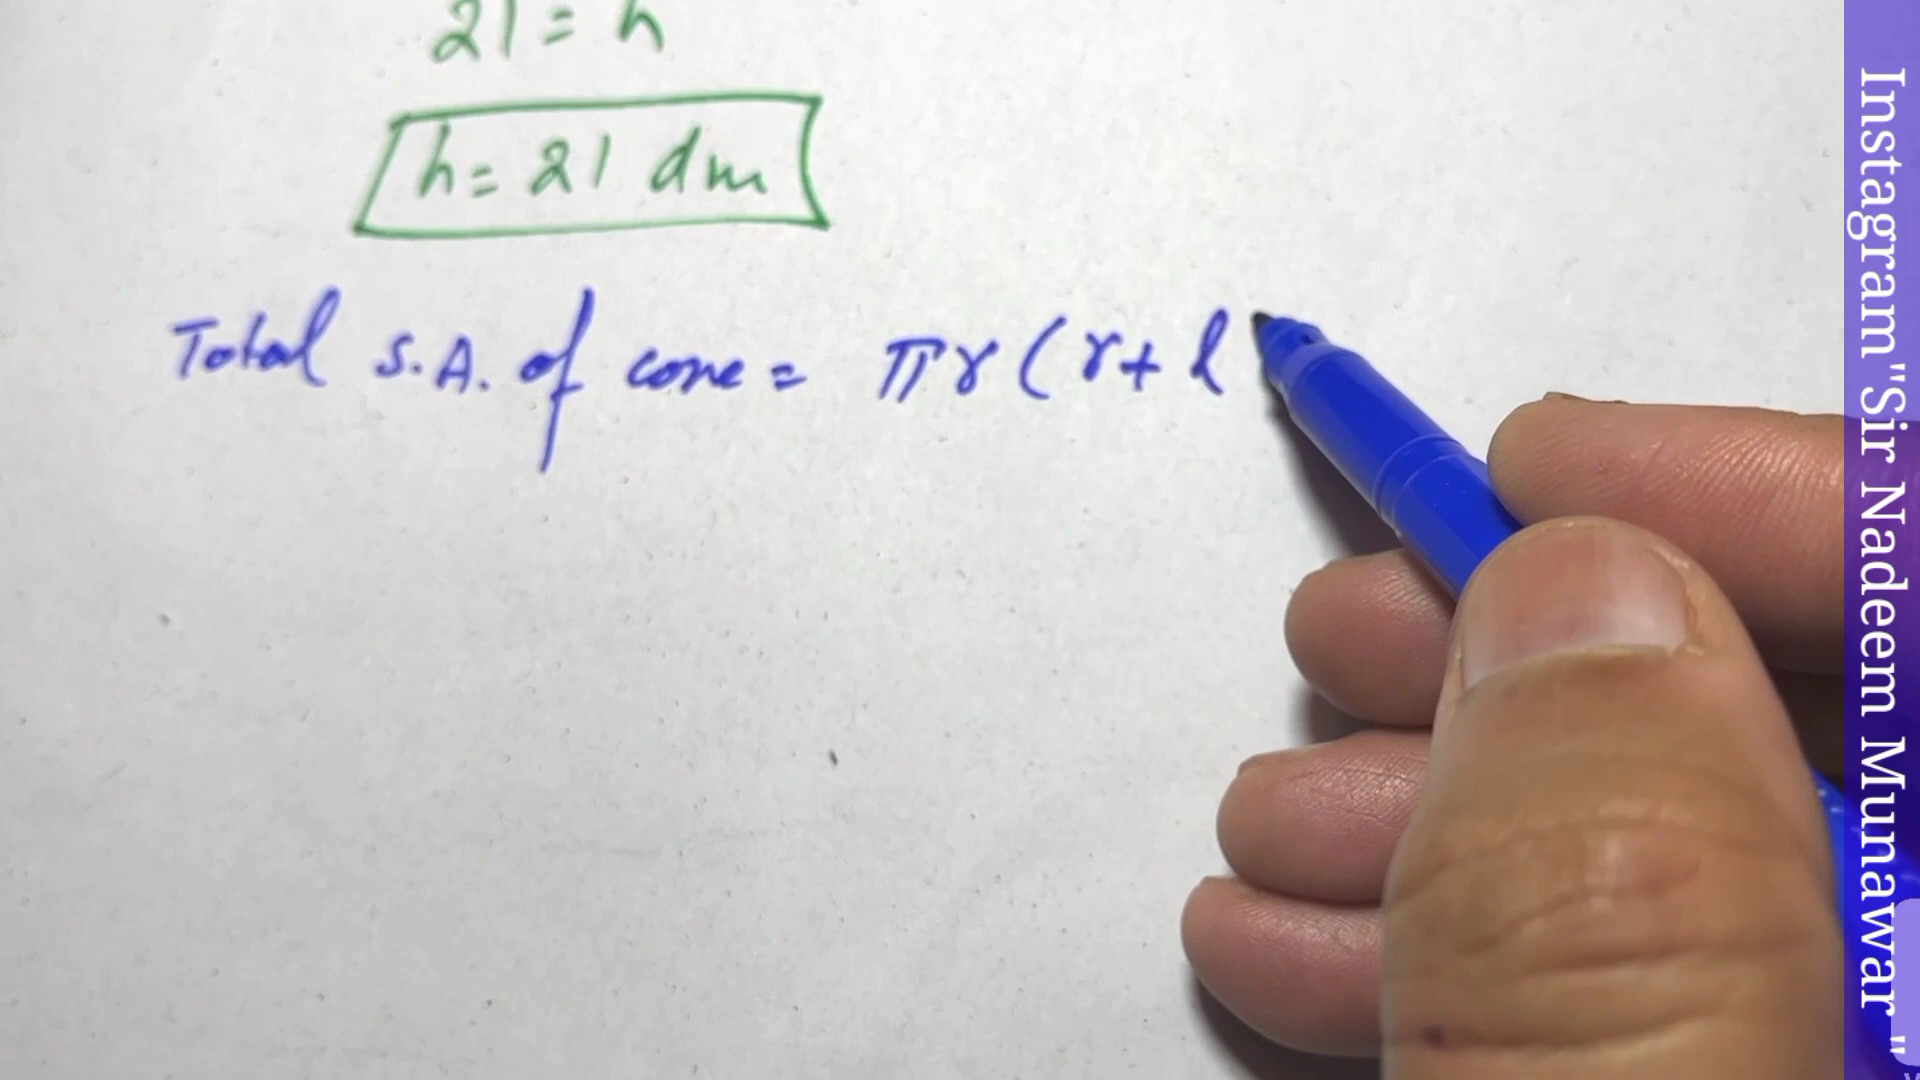 21 = h
h = 21 dm
Total S.A. of cone = πr (r + l
Instagram"Sir Nadeem Munawar"